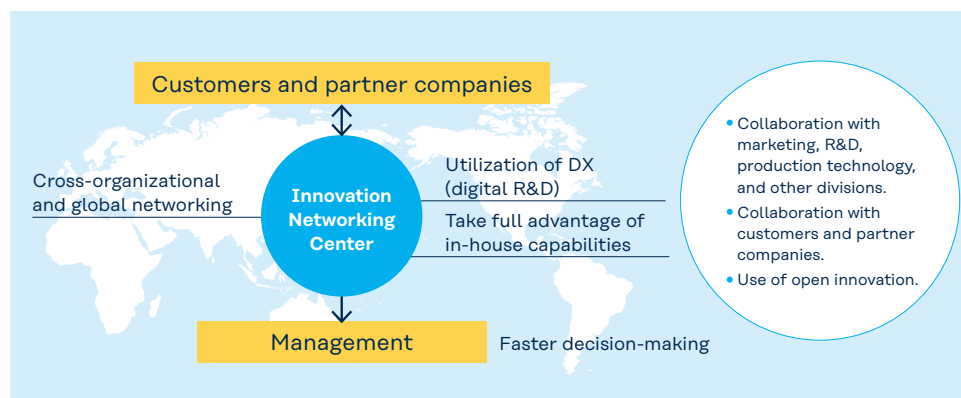 Customers and partner companies
Cross-organizational
and global networking
Innovation
Networking
Center
Utilization of DX
(digital R&D)
Take full advantage of
in-house capabilities
Management
Faster decision-making
• Collaboration with
marketing, R&D,
production technology,
and other divisions.
• Collaboration with
customers and partner
companies.
• Use of open innovation.